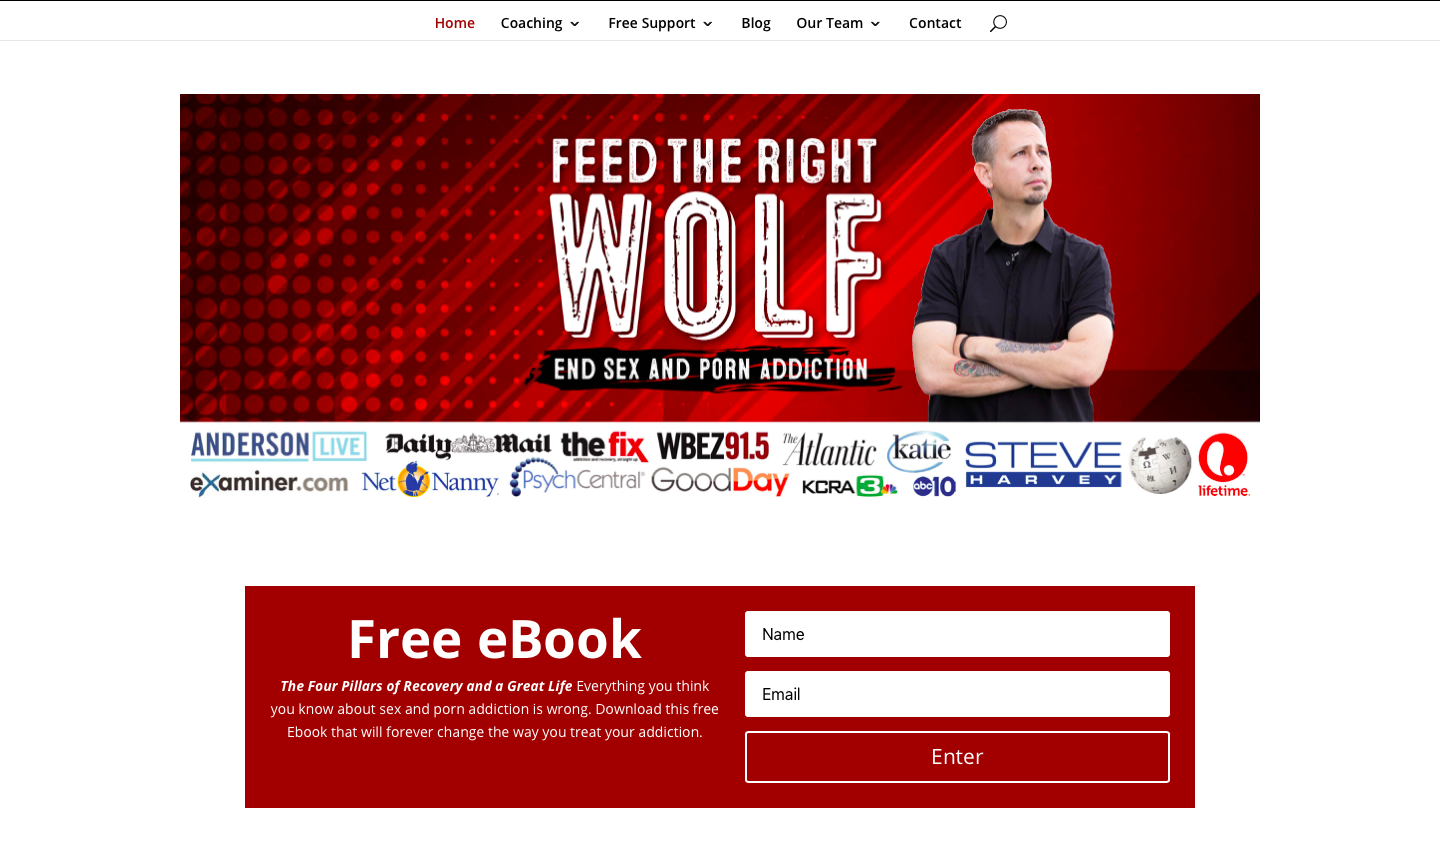 Home Coaching Free Support Blog Our Team Contact
FEED THE RIGHT
WOLF
END SEX AND PORN ADDICTION
ANDERSON LIVE Daily Mail the fix WBEZ91.5 The Atlantic katie STEVE HARVEY Ω W И lifetime
examiner.com Net Nanny PsychCentral GoodDay KCRA 3 abc10
Free eBook
The Four Pillars of Recovery and a Great Life Everything you think
you know about sex and porn addiction is wrong. Download this free
Ebook that will forever change the way you treat your addiction.
Name
Email
Enter